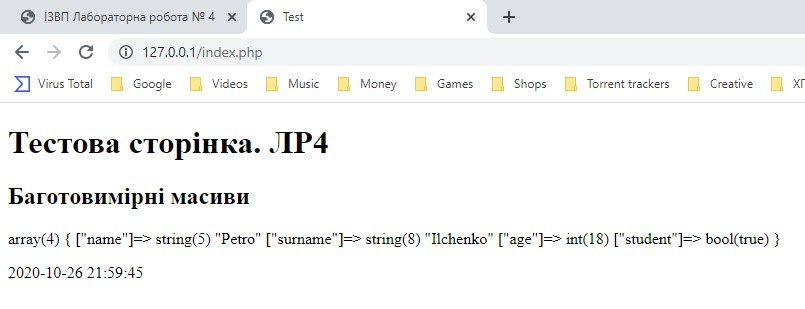 ІЗВП Лабораторна робота № 4
Test
127.0.0.1/index.php
Virus Total Google Videos Music Money Games Shops Torrent trackers Creative
Тестова сторінка. ЛР4
Баготовимірні масиви
array(4) { ["name"]=> string(5) "Petro" ["surname"]=> string(8) "Ilchenko" ["age"]=> int(18) ["student"]=> bool(true) }
2020-10-26 21:59:45